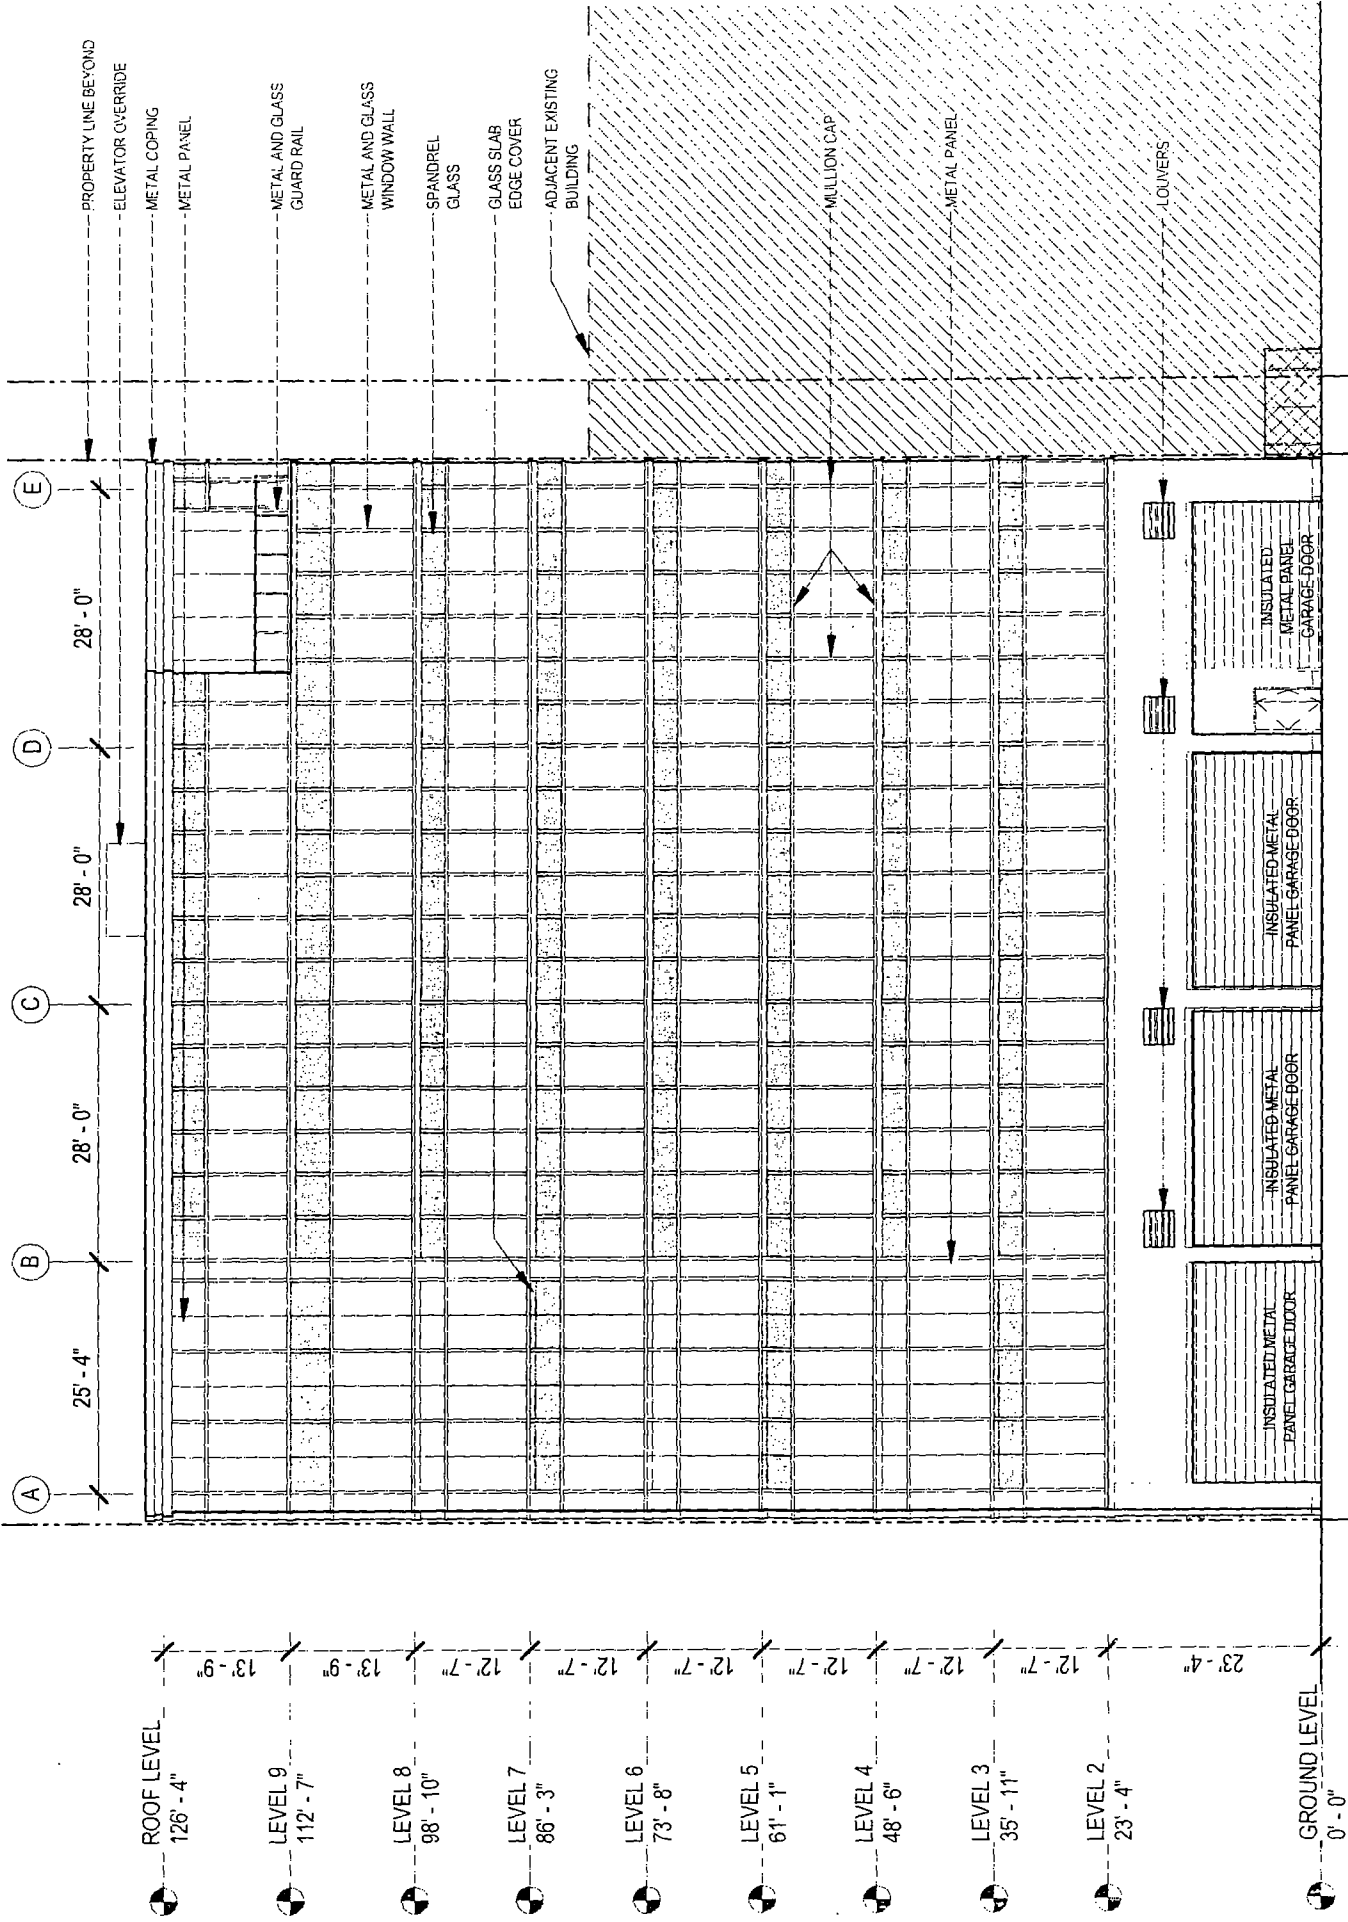 PROPERTY LINE BEYOND
ELEVATOR OVERRIDE
METAL COPING
METAL PANEL
METAL AND GLASS
GUARD RAIL
METAL AND GLASS
WINDOW WALL
SPANDREL
GLASS
GLASS SLAB
EDGE COVER
ADJACENT EXISTING
BUILDING
MULLION CAP
METAL PANEL
LOUVERS
A
B
C
D
E
25' - 4"
28' - 0"
28' - 0"
28' - 0"
INSULATED METAL
PANEL GARAGE DOOR
INSULATED METAL
PANEL GARAGE DOOR
INSULATED METAL
PANEL GARAGE DOOR
INSULATED
METAL PANEL
GARAGE DOOR
13' - 9"
13' - 9"
12' - 7"
12' - 7"
12' - 7"
12' - 7"
12' - 7"
12' - 7"
23' - 4"
ROOF LEVEL
126' - 4"
LEVEL 9
112' - 7"
LEVEL 8
98' - 10"
LEVEL 7
86' - 3"
LEVEL 6
73' - 8"
LEVEL 5
61' - 1"
LEVEL 4
48' - 6"
LEVEL 3
35' - 11"
LEVEL 2
23' - 4"
GROUND LEVEL
0' - 0"